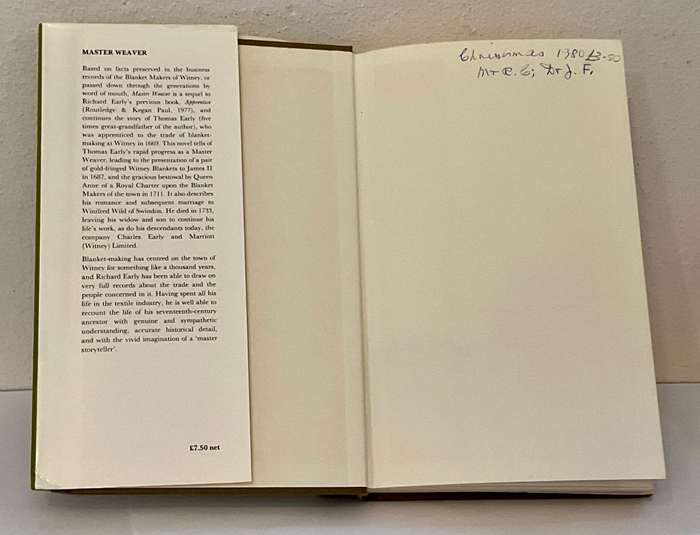 MASTER WEAVER
Based on facts preserved in the business
records of the Blanket Makers of Witney, or
passed down through the generations by
word of mouth, Master Weaver is a sequel to
Richard Early's previous book, Apprentice
(Routledge & Kegan Paul, 1977), and
continues the story of Thomas Early (five
times great-grandfather of the author), who
was apprenticed to the trade of blanket-
making at Witney in 1669. This novel tells of
Thomas Early's rapid progress as a Master
Weaver, leading to the presentation of a pair
of gold-fringed Witney Blankets to James II
in 1687, and the gracious bestowal by Queen
Anne of a Royal Charter upon the Blanket
Makers of the town in 1711. It also describes
his romance and subsequent marriage to
Winifred Wild of Swindon. He died in 1733,
leaving his widow and son to continue his
life's work, as do his descendants today, the
company Charles Early and Marriott
(Witney) Limited.
Blanket-making has centred on the town of
Witney for something like a thousand years,
and Richard Early has been able to draw on
very full records about the trade and the
people concerned in it. Having spent all his
life in the textile industry, he is well able to
recount the life of his seventeenth-century
ancestor with genuine and sympathetic
understanding, accurate historical detail,
and with the vivid imagination of a 'master
storyteller'.
£7.50 net
Christmas 1980 £3-50
Mr R. C; Dr J. F.